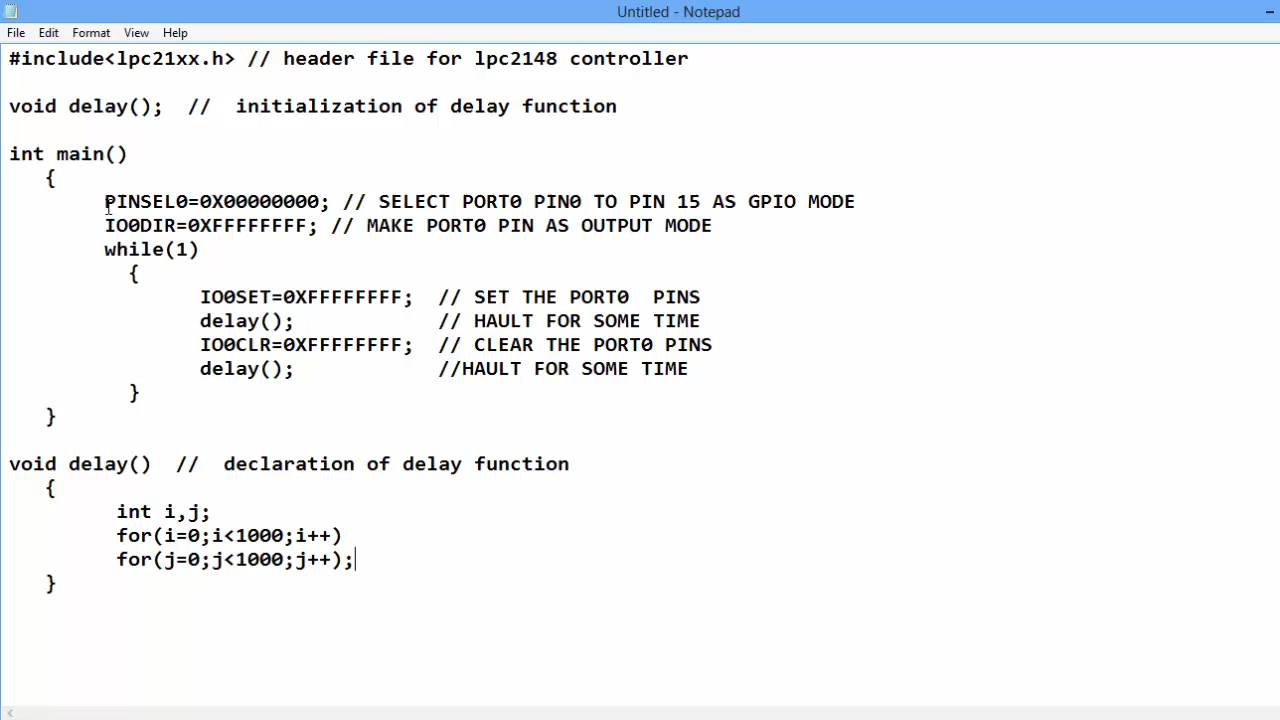 Untitled - Notepad
File Edit Format View Help
#include<lpc21xx.h> // header file for lpc2148 controller
void delay(); // initialization of delay function
int main()
{
PINSEL0=0X00000000; // SELECT PORT0 PIN0 TO PIN 15 AS GPIO MODE
IO0DIR=0XFFFFFFFF; // MAKE PORT0 PIN AS OUTPUT MODE
while(1)
{
IO0SET=0XFFFFFFFF; // SET THE PORT0 PINS
delay(); // HAULT FOR SOME TIME
IO0CLR=0XFFFFFFFF; // CLEAR THE PORT0 PINS
delay(); //HAULT FOR SOME TIME
}
}
void delay() // declaration of delay function
{
int i,j;
for(i=0;i<1000;i++)
for(j=0;j<1000;j++);
}